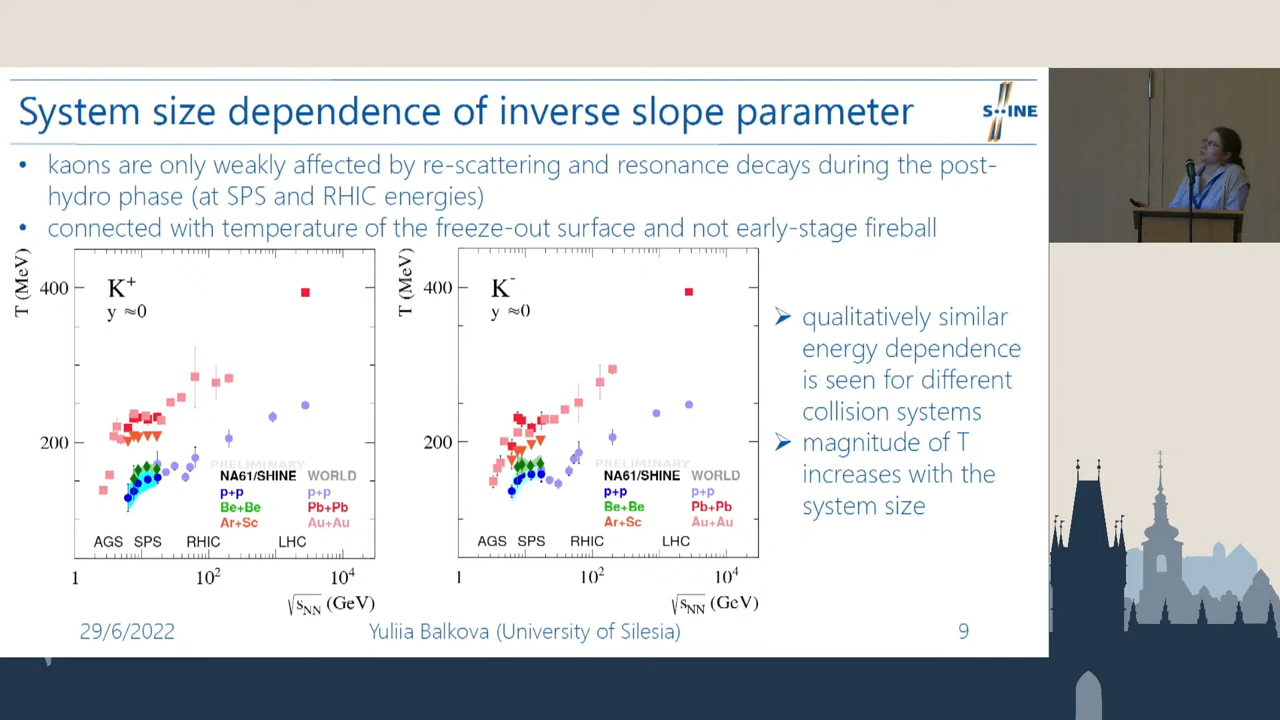 System size dependence of inverse slope parameter
SHINE
• kaons are only weakly affected by re-scattering and resonance decays during the post-
hydro phase (at SPS and RHIC energies)
• connected with temperature of the freeze-out surface and not early-stage fireball
T (MeV)
400
200
K+
y ≈0
PRELIMINARY
NA61/SHINE WORLD
p+p p+p
Be+Be Pb+Pb
Ar+Sc Au+Au
AGS SPS RHIC LHC
1 10² 10⁴
√sNN (GeV)
T (MeV)
400
200
K-
y ≈0
PRELIMINARY
NA61/SHINE WORLD
p+p p+p
Be+Be Pb+Pb
Ar+Sc Au+Au
AGS SPS RHIC LHC
1 10² 10⁴
√sNN (GeV)
➢ qualitatively similar
energy dependence
is seen for different
collision systems
➢ magnitude of T
increases with the
system size
29/6/2022 Yuliia Balkova (University of Silesia) 9